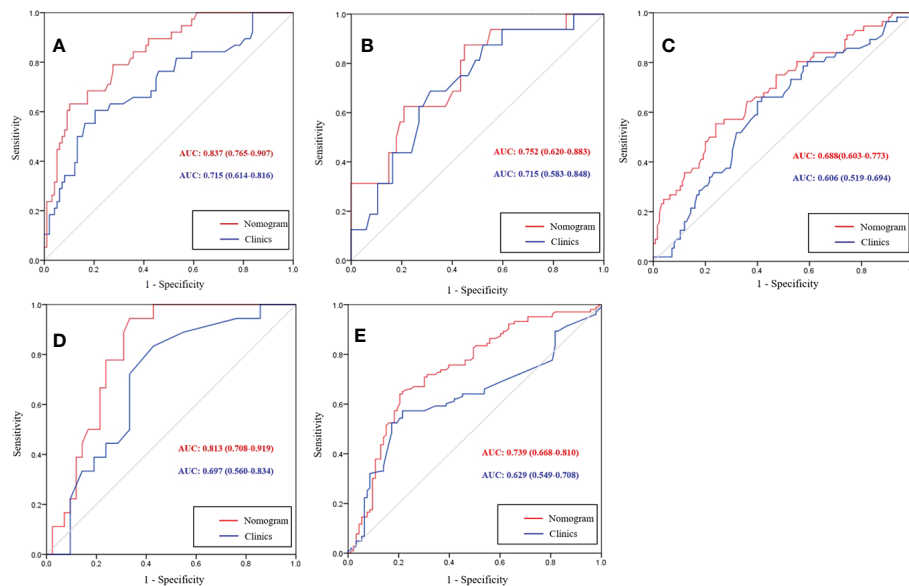 A
Sensitivity
1.0
0.8
0.6
0.4
0.2
0.0
AUC: 0.837 (0.765-0.907)
AUC: 0.715 (0.614-0.816)
Nomogram
Clinics
0.0 0.2 0.4 0.6 0.8 1.0
1 - Specificity
B
Sensitivity
1.0
0.8
0.6
0.4
0.2
0.0
AUC: 0.752 (0.620-0.883)
AUC: 0.715 (0.583-0.848)
Nomogram
Clinics
0.0 0.2 0.4 0.6 0.8 1.0
1 - Specificity
C
Sensitivity
1.0
0.8
0.6
0.4
0.2
0.0
AUC: 0.688(0.603-0.773)
AUC: 0.606 (0.519-0.694)
Nomogram
Clinics
0.0 0.2 0.4 0.6 0.8 1.0
1 - Specificity
D
Sensitivity
1.0
0.8
0.6
0.4
0.2
0.0
AUC: 0.813 (0.708-0.919)
AUC: 0.697 (0.560-0.834)
Nomogram
Clinics
0.0 0.2 0.4 0.6 0.8 1.0
1 - Specificity
E
Sensitivity
1.0
0.8
0.6
0.4
0.2
0.0
AUC: 0.739 (0.668-0.810)
AUC: 0.629 (0.549-0.708)
Nomogram
Clinics
0.0 0.2 0.4 0.6 0.8 1.0
1 - Specificity